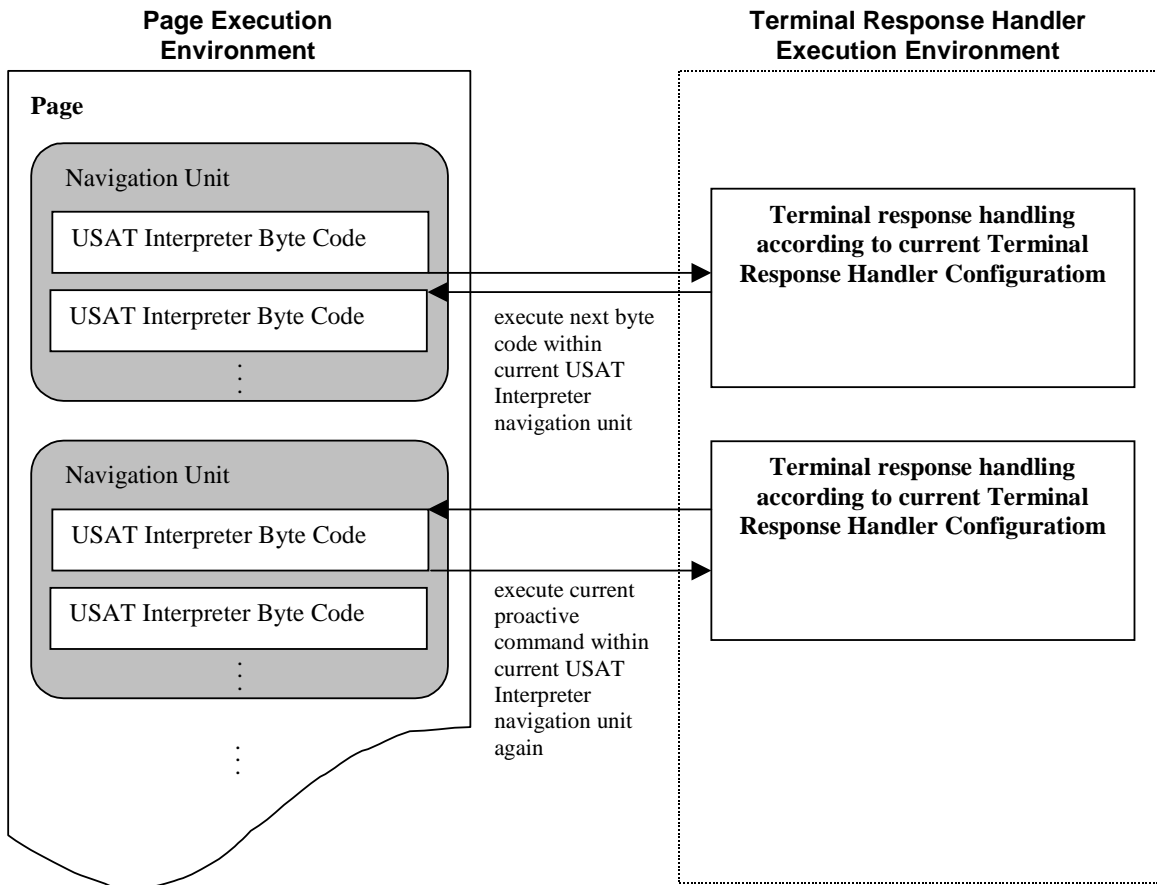 Page Execution
Environment
Terminal Response Handler
Execution Environment
Page
Navigation Unit
USAT Interpreter Byte Code
USAT Interpreter Byte Code
Terminal response handling
according to current Terminal
Response Handler Configuratiom
execute next byte
code within
current USAT
Interpreter
navigation unit
Navigation Unit
USAT Interpreter Byte Code
USAT Interpreter Byte Code
Terminal response handling
according to current Terminal
Response Handler Configuratiom
execute current
proactive
command within
current USAT
Interpreter
navigation unit
again